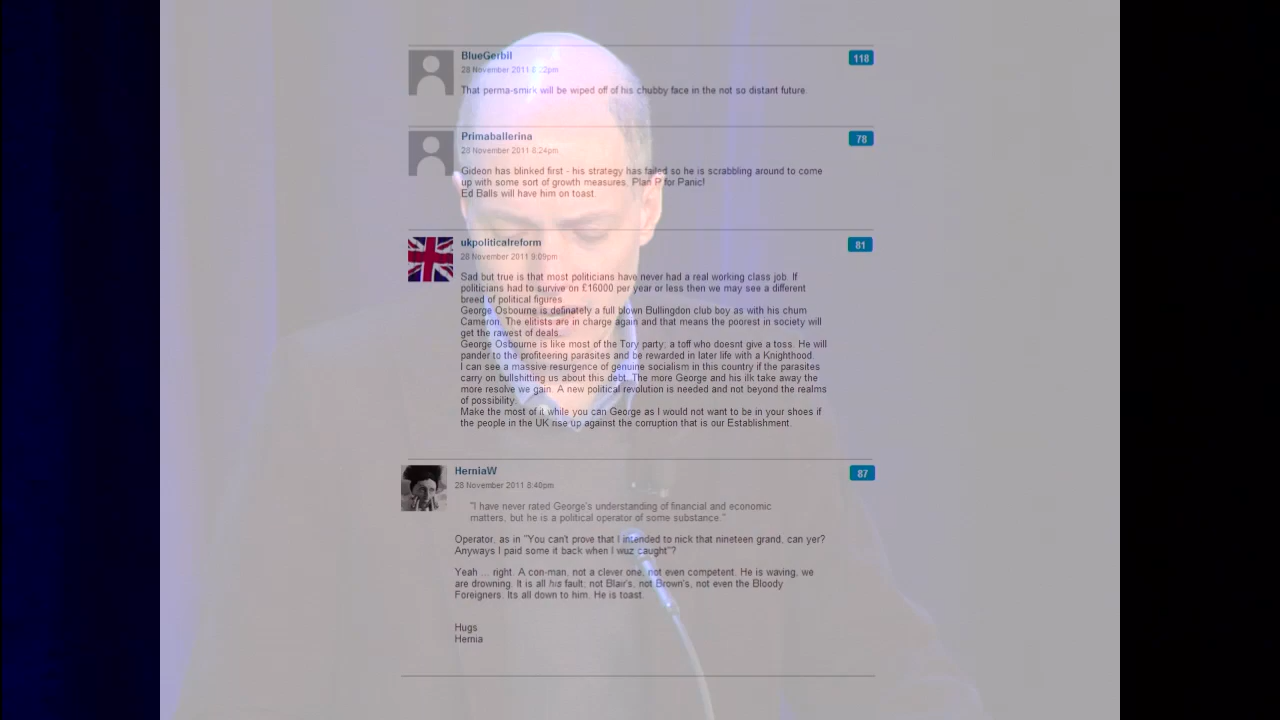 BlueGerbil
118
28 November 2011 8:22pm
That perma-smirk will be wiped off of his chubby face in the not so distant future.
Primaballerina
78
28 November 2011 8:24pm
Gideon has blinked first - his strategy has failed so he is scrabbling around to come
up with some sort of growth measures. Plan P for Panic!
Ed Balls will have him on toast.
ukpoliticalreform
81
28 November 2011 9:09pm
Sad but true is that most politicians have never had a real working class job. If
politicians had to survive on £16000 per year or less then we may see a different
breed of political figures
George Osbourne is definately a full blown Bullingdon club boy as with his chum
Cameron. The elitists are in charge again and that means the poorest in society will
get the rawest of deals.
George Osbourne is like most of the Tory party; a toff who doesnt give a toss. He will
pander to the profiteering parasites and be rewarded in later life with a Knighthood.
I can see a massive resurgence of genuine socialism in this country if the parasites
carry on bullshitting us about this debt. The more George and his ilk take away the
more resolve we gain. A new political revolution is needed and not beyond the realms
of possibility.
Make the most of it while you can George as I would not want to be in your shoes if
the people in the UK rise up against the corruption that is our Establishment.
HerniaW
87
28 November 2011 8:40pm
"I have never rated George's understanding of financial and economic
matters, but he is a political operator of some substance."
Operator, as in "You can't prove that I intended to nick that nineteen grand, can yer?
Anyways I paid some it back when I wuz caught"?
Yeah ... right. A con-man, not a clever one, not even competent. He is waving, we
are drowning. It is all his fault; not Blair's, not Brown's, not even the Bloody
Foreigners. Its all down to him. He is toast.
Hugs
Hernia